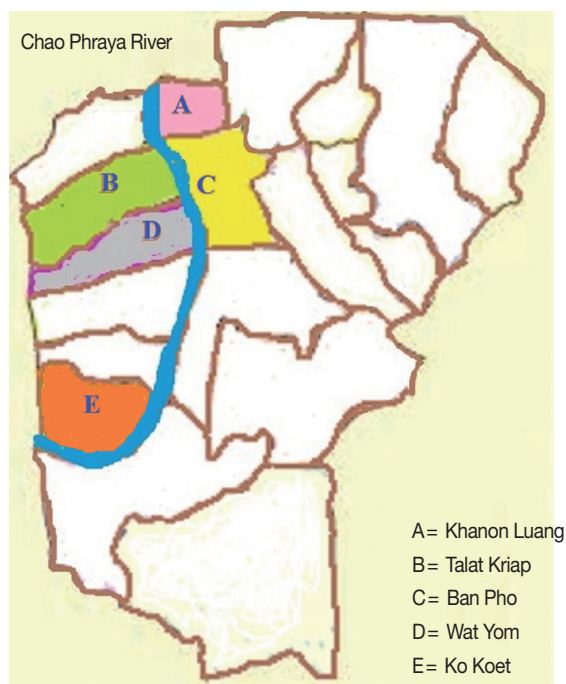 Chao Phraya River
A
B
C
D
E
A= Khanon Luang
B= Talat Kriap
C= Ban Pho
D= Wat Yom
E= Ko Koet